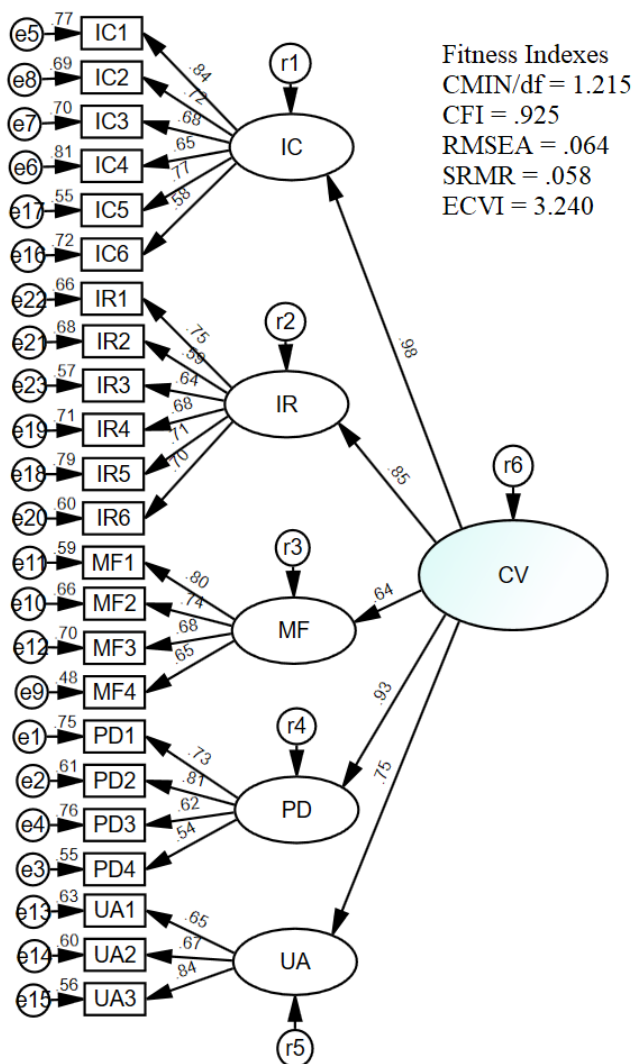 Fitness Indexes
CMIN/df = 1.215
CFI = .925
RMSEA = .064
SRMR = .058
ECVI = 3.240
e5 .77 IC1 .84
e8 .69 IC2 .72
e7 .70 IC3 .68
e6 .81 IC4 .65
e17 .55 IC5 .77
e16 .72 IC6 .58
r1
IC
.98
e22 .66 IR1 .75
e21 .68 IR2 .59
e23 .57 IR3 .64
e19 .71 IR4 .68
e18 .79 IR5 .71
e20 .60 IR6 .70
r2
IR
.85
r6
CV
e11 .59 MF1 .80
e10 .66 MF2 .74
e12 .70 MF3 .68
e9 .48 MF4 .65
r3
MF
.64
e1 .75 PD1 .73
e2 .61 PD2 .81
e4 .76 PD3 .62
e3 .55 PD4 .54
r4
PD
.93
e13 .63 UA1 .65
e14 .60 UA2 .67
e15 .56 UA3 .84
UA
.75
r5